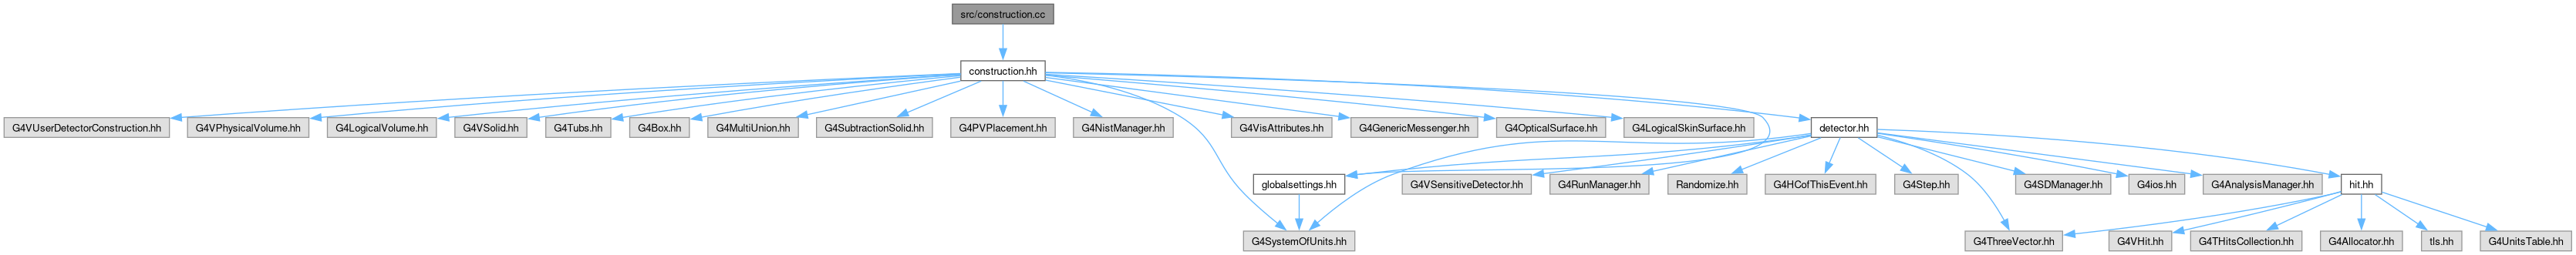 src/construction.cc
construction.hh
G4VUserDetectorConstruction.hh
G4VPhysicalVolume.hh
G4LogicalVolume.hh
G4VSolid.hh
G4Tubs.hh
G4Box.hh
G4MultiUnion.hh
G4SubtractionSolid.hh
G4PVPlacement.hh
G4NistManager.hh
G4VisAttributes.hh
G4GenericMessenger.hh
G4OpticalSurface.hh
G4LogicalSkinSurface.hh
detector.hh
globalsettings.hh
G4VSensitiveDetector.hh
G4RunManager.hh
Randomize.hh
G4HCofThisEvent.hh
G4Step.hh
G4SDManager.hh
G4ios.hh
G4AnalysisManager.hh
hit.hh
G4SystemOfUnits.hh
G4ThreeVector.hh
G4VHit.hh
G4THitsCollection.hh
G4Allocator.hh
tls.hh
G4UnitsTable.hh